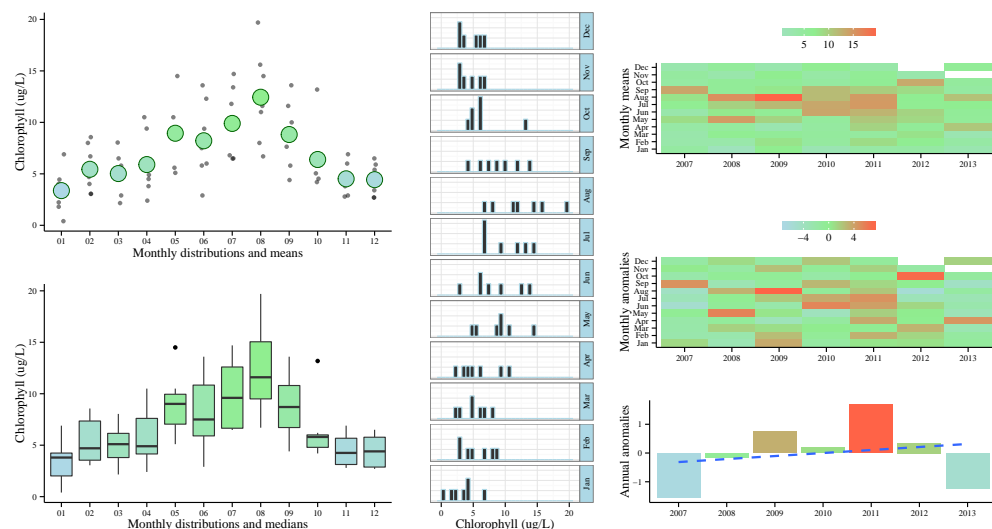 20
15
10
5
0
Chlorophyll (ug/L)
01 02 03 04 05 06 07 08 09 10 11 12
Monthly distributions and means
20
15
10
5
0
Chlorophyll (ug/L)
01 02 03 04 05 06 07 08 09 10 11 12
Monthly distributions and medians
Dec
Nov
Oct
Sep
Aug
Jul
Jun
May
Apr
Mar
Feb
Jan
0 5 10 15 20
Chlorophyll (ug/L)
5 10 15
Monthly means
Dec
Nov
Oct
Sep
Aug
Jul
Jun
May
Apr
Mar
Feb
Jan
2007 2008 2009 2010 2011 2012 2013
-4 0 4
Monthly anomalies
Dec
Nov
Oct
Sep
Aug
Jul
Jun
May
Apr
Mar
Feb
Jan
2007 2008 2009 2010 2011 2012 2013
Annual anomalies
1
0
-1
2007 2008 2009 2010 2011 2012 2013